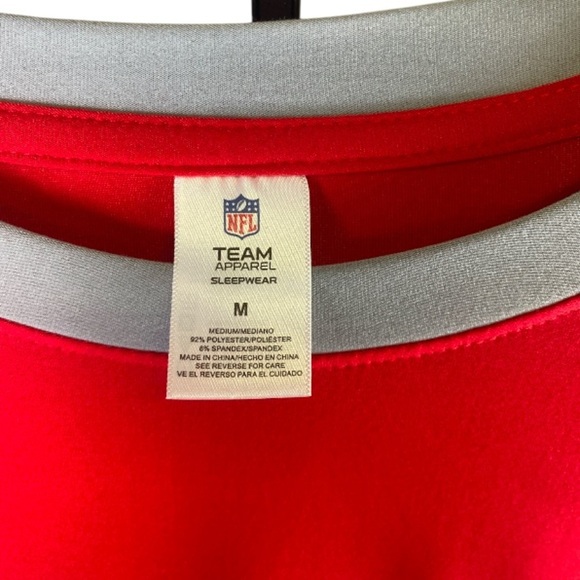 NFL
TEAM
APPAREL
SLEEPWEAR
M
MEDIUM/MEDIANO
92% POLYESTER/POLIÉSTER
8% SPANDEX/SPANDEX
MADE IN CHINA/HECHO EN CHINA
SEE REVERSE FOR CARE
VE EL REVERSO PARA EL CUIDADO